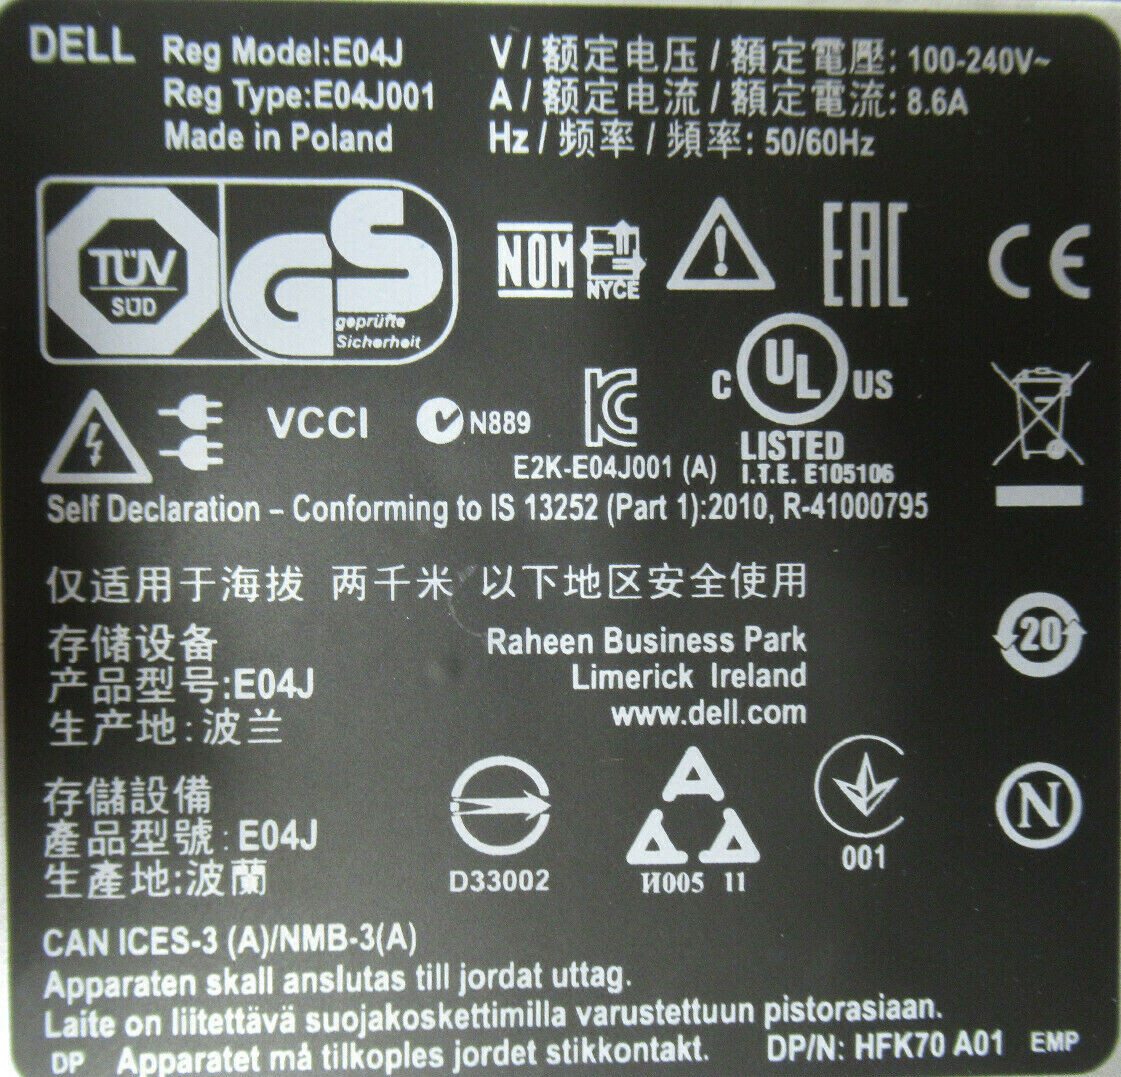 DELL
Reg Model:E04J
Reg Type:E04J001
Made in Poland
V / 额定电压 / 額定電壓: 100-240V~
A / 额定电流 / 額定電流: 8.6A
Hz / 频率 / 頻率: 50/60Hz
TÜV
SÜD
GS
geprüfte
Sicherheit
NOM
NYCE
EAC
CE
VCCI
N889
E2K-E04J001 (A)
C UL US
LISTED
I.T.E. E105106
Self Declaration – Conforming to IS 13252 (Part 1):2010, R-41000795
仅适用于海拔 两千米 以下地区安全使用
存储设备
产品型号:E04J
生产地:波兰
Raheen Business Park
Limerick Ireland
www.dell.com
20
存儲設備
產品型號:E04J
生產地:波蘭
D33002
И005 11
001
N
CAN ICES-3 (A)/NMB-3(A)
Apparaten skall anslutas till jordat uttag.
Laite on liitettävä suojakoskettimilla varustettuun pistorasiaan.
DP Apparatet må tilkoples jordet stikkontakt. DP/N: HFK70 A01 EMP